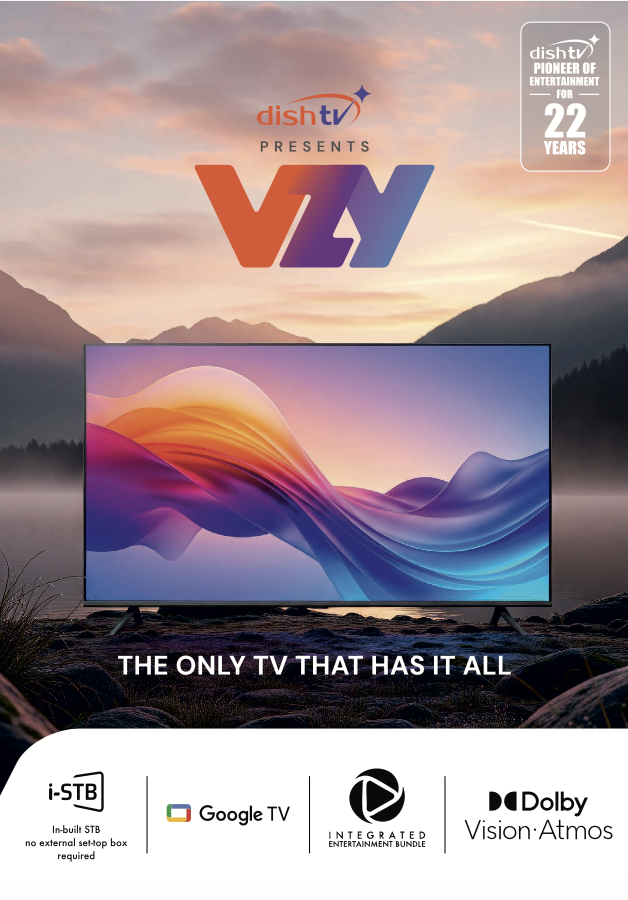 dishtv
PIONEER OF
ENTERTAINMENT
FOR
22
YEARS
dishtv
PRESENTS
VZY
THE ONLY TV THAT HAS IT ALL
i-STB
In-built STB
no external set-top box
required
Google TV
INTEGRATED
ENTERTAINMENT BUNDLE
Dolby
Vision·Atmos